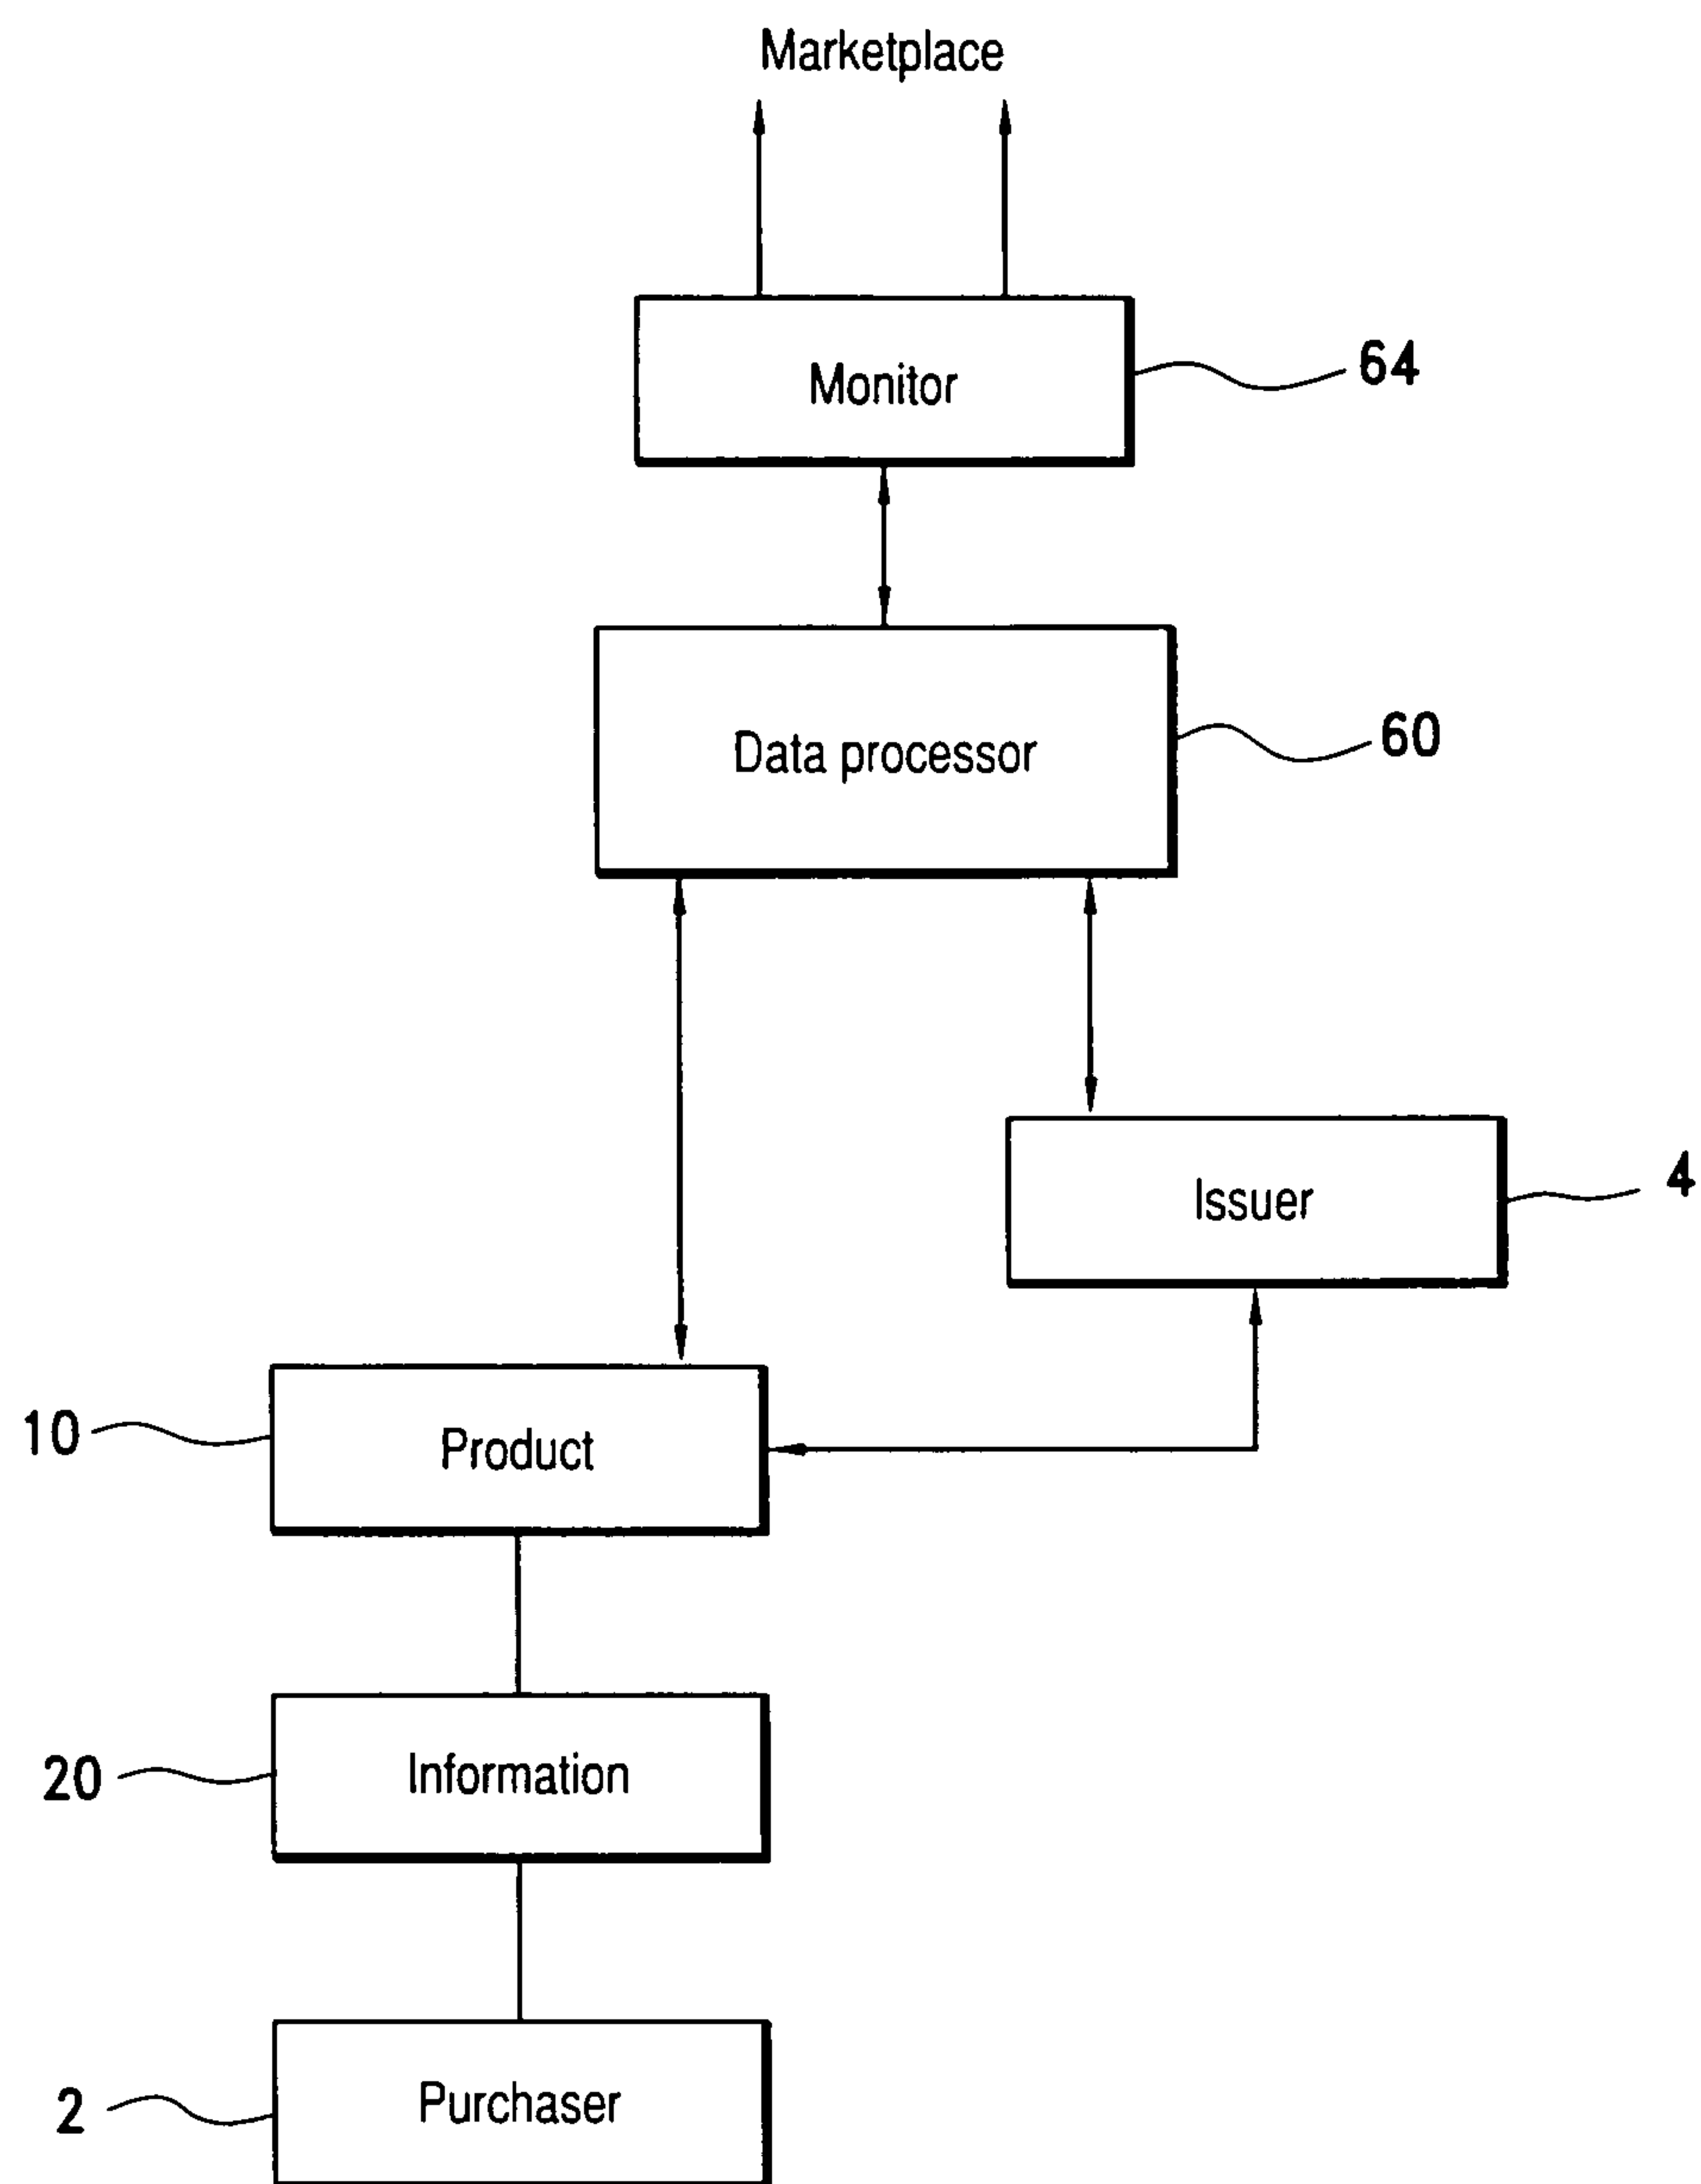 Marketplace
Monitor
64
Data processor
60
Issuer
4
10
Product
20
Information
2
Purchaser